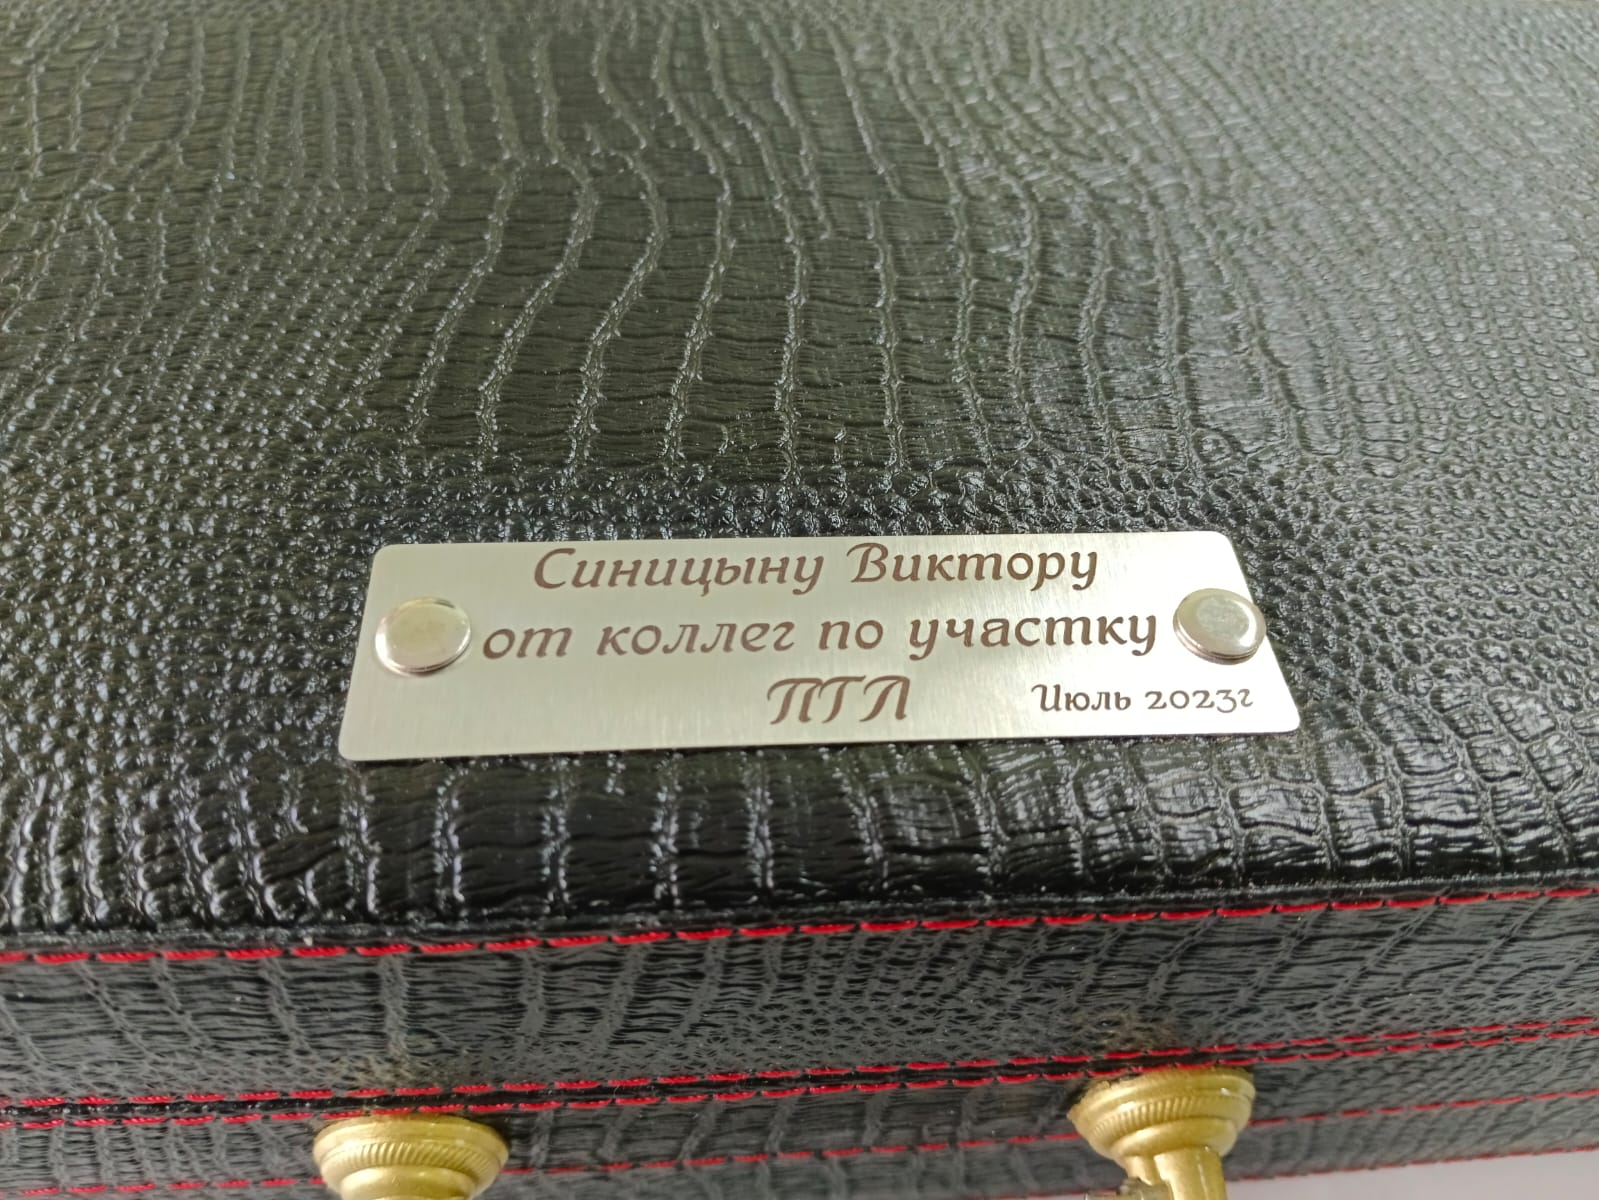 Синицыну Виктору
от коллег по участку
ПГЛ Июль 2023г